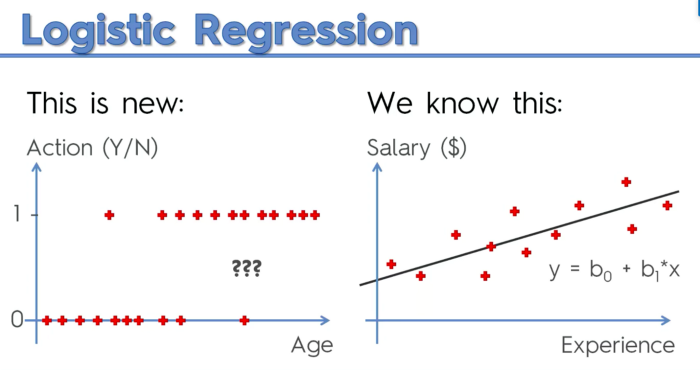 Logistic Regression
This is new:
Action (Y/N)
1
???
0
Age
We know this:
Salary ($)
y = b₀ + b₁*x
Experience